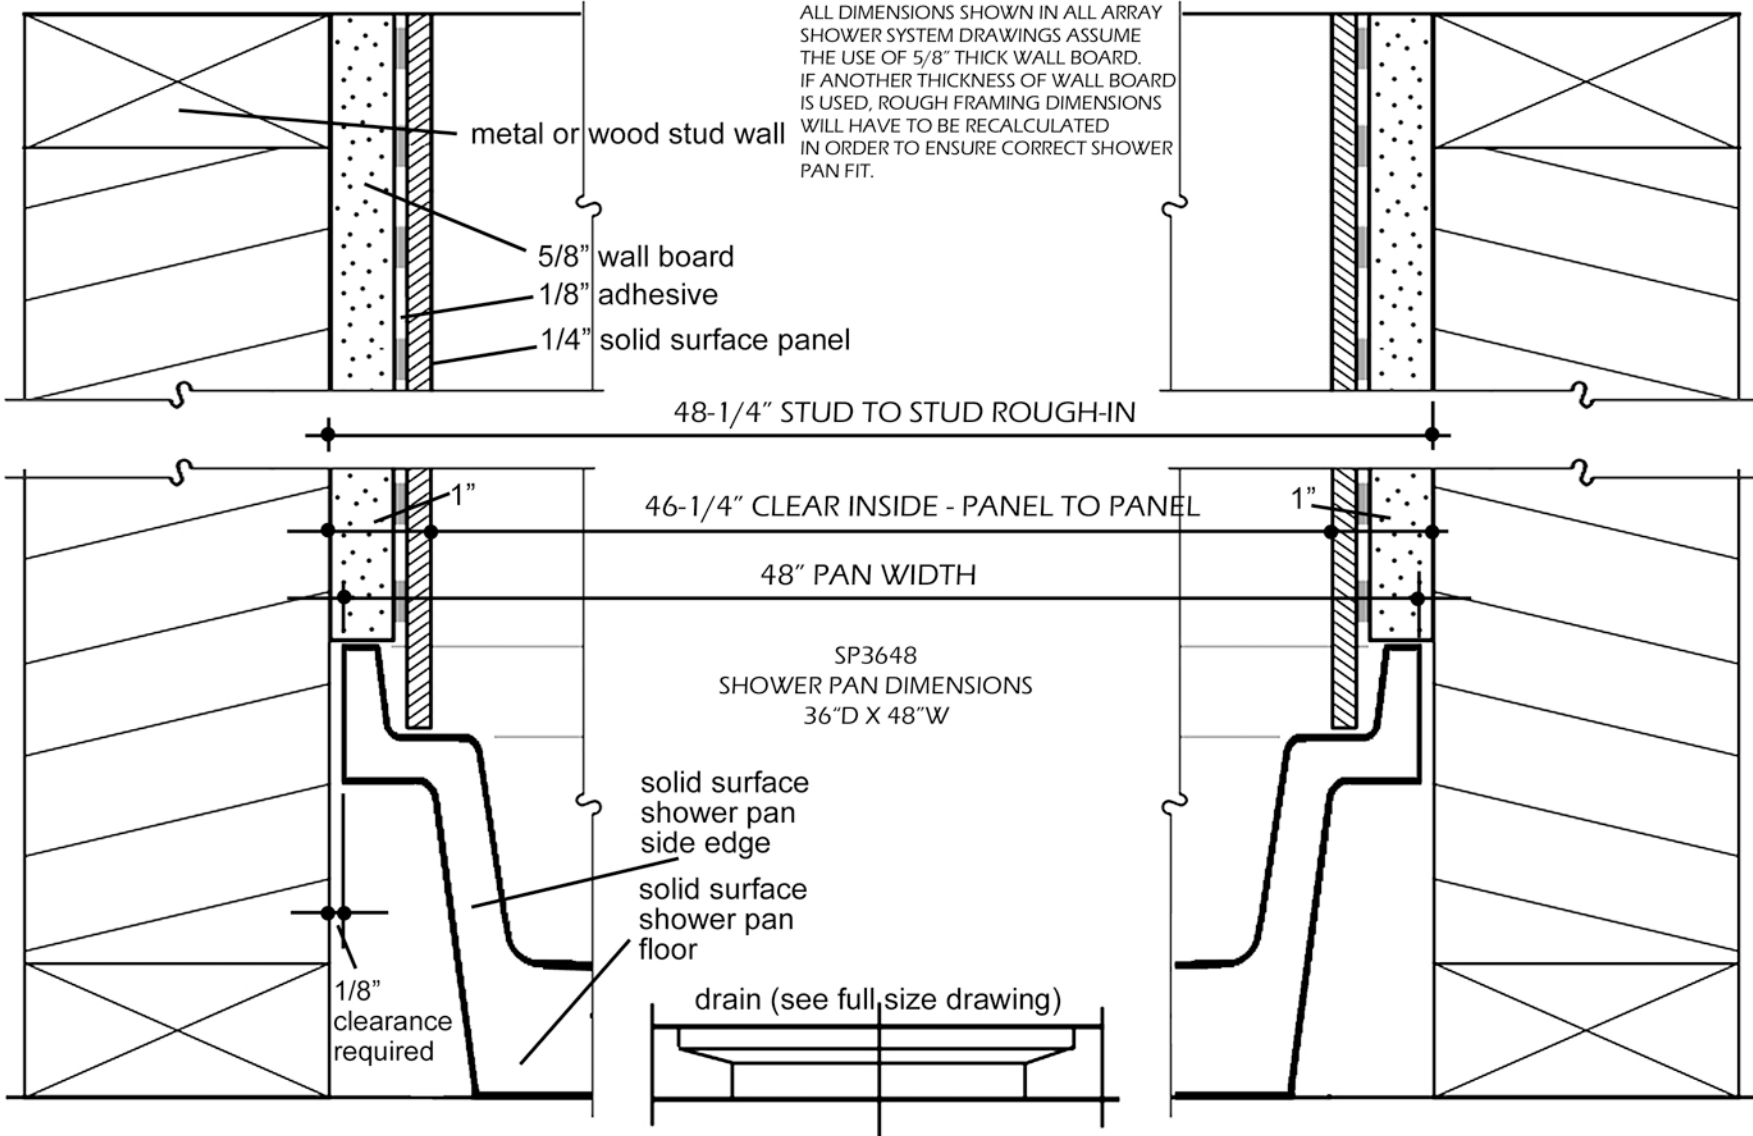 ALL DIMENSIONS SHOWN IN ALL ARRAY
SHOWER SYSTEM DRAWINGS ASSUME
THE USE OF 5/8” THICK WALL BOARD.
IF ANOTHER THICKNESS OF WALL BOARD
IS USED, ROUGH FRAMING DIMENSIONS
WILL HAVE TO BE RECALCULATED
IN ORDER TO ENSURE CORRECT SHOWER
PAN FIT.
metal or wood stud wall
5/8” wall board
1/8” adhesive
1/4” solid surface panel
48-1/4” STUD TO STUD ROUGH-IN
1”
46-1/4” CLEAR INSIDE - PANEL TO PANEL
1”
48” PAN WIDTH
SP3648
SHOWER PAN DIMENSIONS
36”D X 48”W
solid surface
shower pan
side edge
solid surface
shower pan
floor
1/8”
clearance
required
drain (see full size drawing)